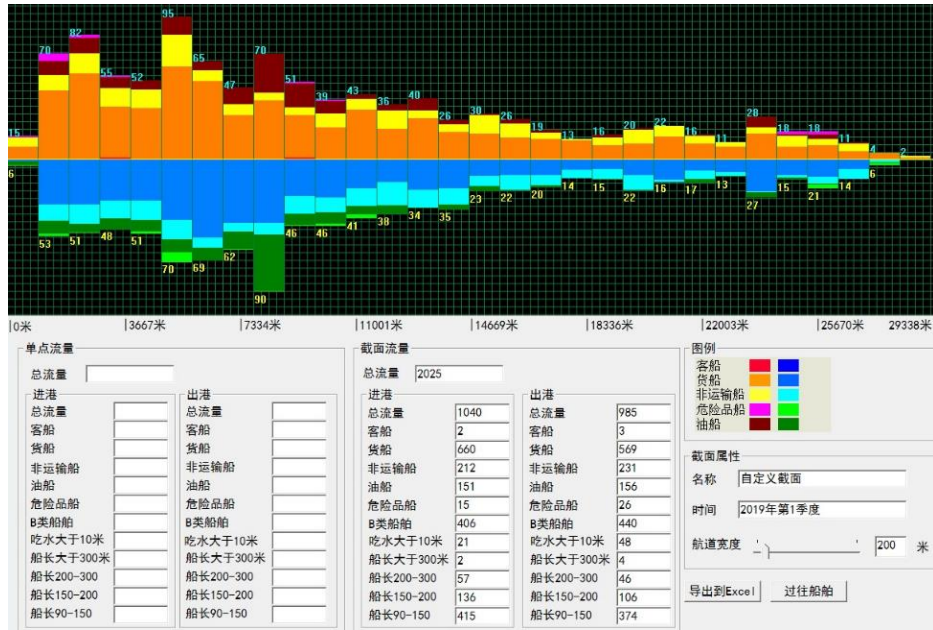 15 70 82 55 52 95 65 47 70 51 39 43 36 40 26 30 26 19 13 16 20 22 16 11 28 18 18 11 4 2
6 53 51 48 51 70 69 62 90 46 46 41 38 34 35 23 22 20 14 15 22 16 17 13 27 15 21 14 6
0米 3667米 7334米 11001米 14669米 18336米 22003米 25670米 29338米
单点流量
总流量
进港
总流量
客船
货船
非运输船
油船
危险品船
B类船舶
吃水大于10米
船长大于300米
船长200-300
船长150-200
船长90-150
出港
总流量
客船
货船
非运输船
油船
危险品船
B类船舶
吃水大于10米
船长大于300米
船长200-300
船长150-200
船长90-150
截面流量
总流量 2025
进港
总流量 1040
客船 2
货船 660
非运输船 212
油船 151
危险品船 15
B类船舶 406
吃水大于10米 21
船长大于300米 2
船长200-300 57
船长150-200 136
船长90-150 415
出港
总流量 985
客船 3
货船 569
非运输船 231
油船 156
危险品船 26
B类船舶 440
吃水大于10米 48
船长大于300米 4
船长200-300 46
船长150-200 106
船长90-150 374
图例
客船
货船
非运输船
危险品船
油船
截面属性
名称 自定义截面
时间 2019年第1季度
航道宽度 200 米
导出到Excel 过往船舶